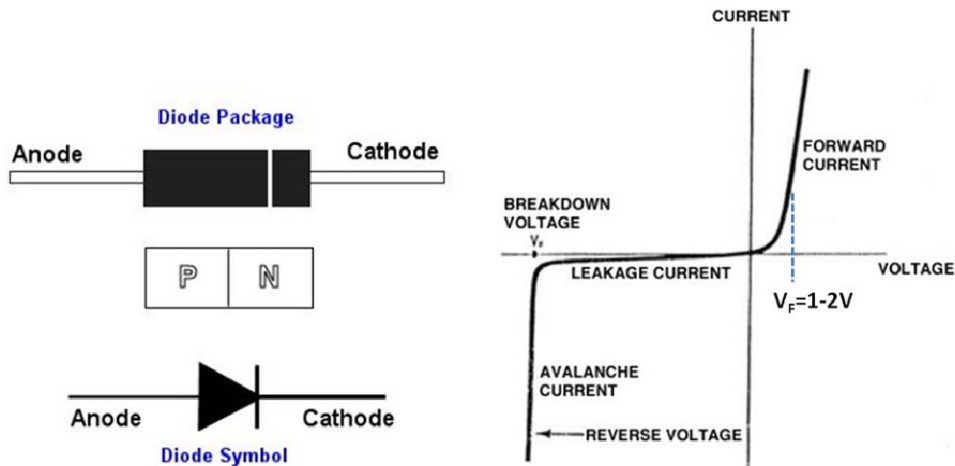 Diode Package
Anode
Cathode
P N
Anode
Cathode
Diode Symbol
CURRENT
FORWARD
CURRENT
BREAKDOWN
VOLTAGE
LEAKAGE CURRENT
VOLTAGE
VF=1-2V
AVALANCHE
CURRENT
REVERSE VOLTAGE